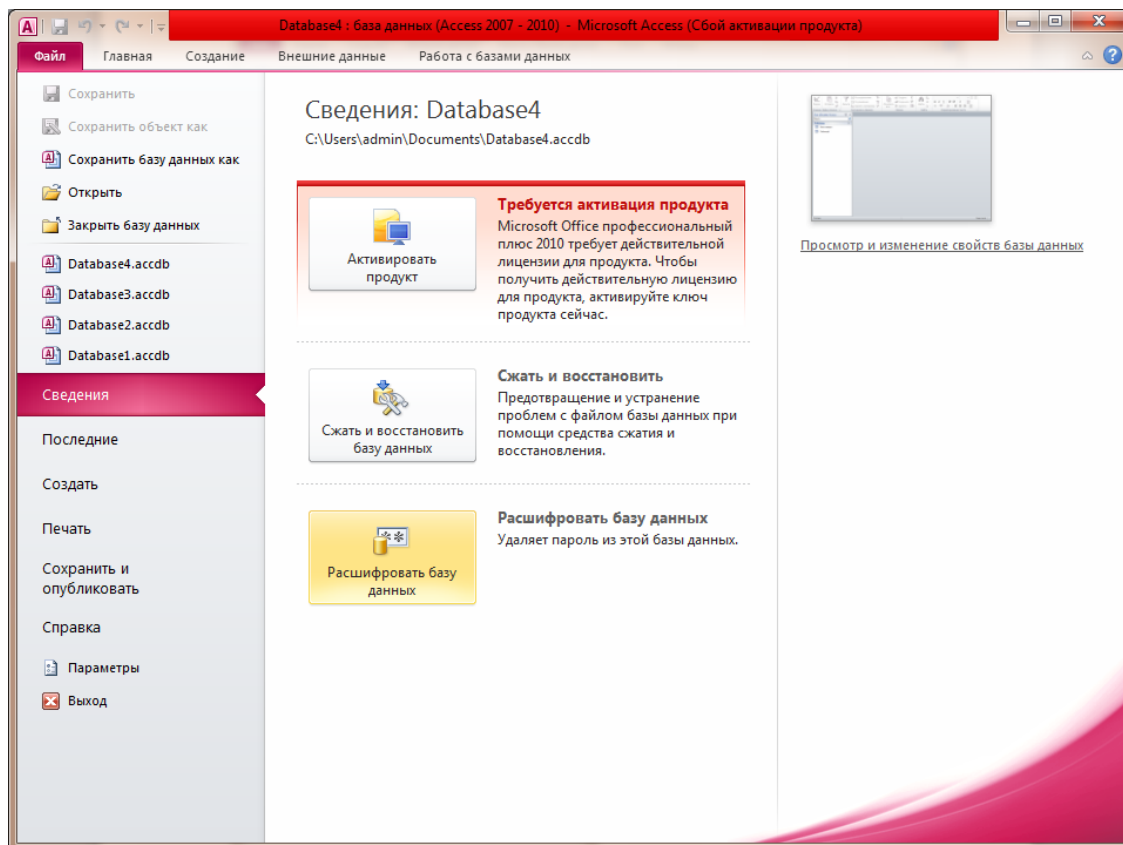 Database4 : база данных (Access 2007 - 2010) - Microsoft Access (Сбой активации продукта)
Файл Главная Создание Внешние данные Работа с базами данных
Сохранить
Сохранить объект как
Сохранить базу данных как
Открыть
Закрыть базу данных
Database4.accdb
Database3.accdb
Database2.accdb
Database1.accdb
Сведения
Последние
Создать
Печать
Сохранить и
опубликовать
Справка
Параметры
Выход
Сведения: Database4
C:\Users\admin\Documents\Database4.accdb
Активировать
продукт
Требуется активация продукта
Microsoft Office профессиональный
плюс 2010 требует действительной
лицензии для продукта. Чтобы
получить действительную лицензию
для продукта, активируйте ключ
продукта сейчас.
Сжать и восстановить
базу данных
Сжать и восстановить
Предотвращение и устранение
проблем с файлом базы данных при
помощи средства сжатия и
восстановления.
Расшифровать базу
данных
Расшифровать базу данных
Удаляет пароль из этой базы данных.
Просмотр и изменение свойств базы данных